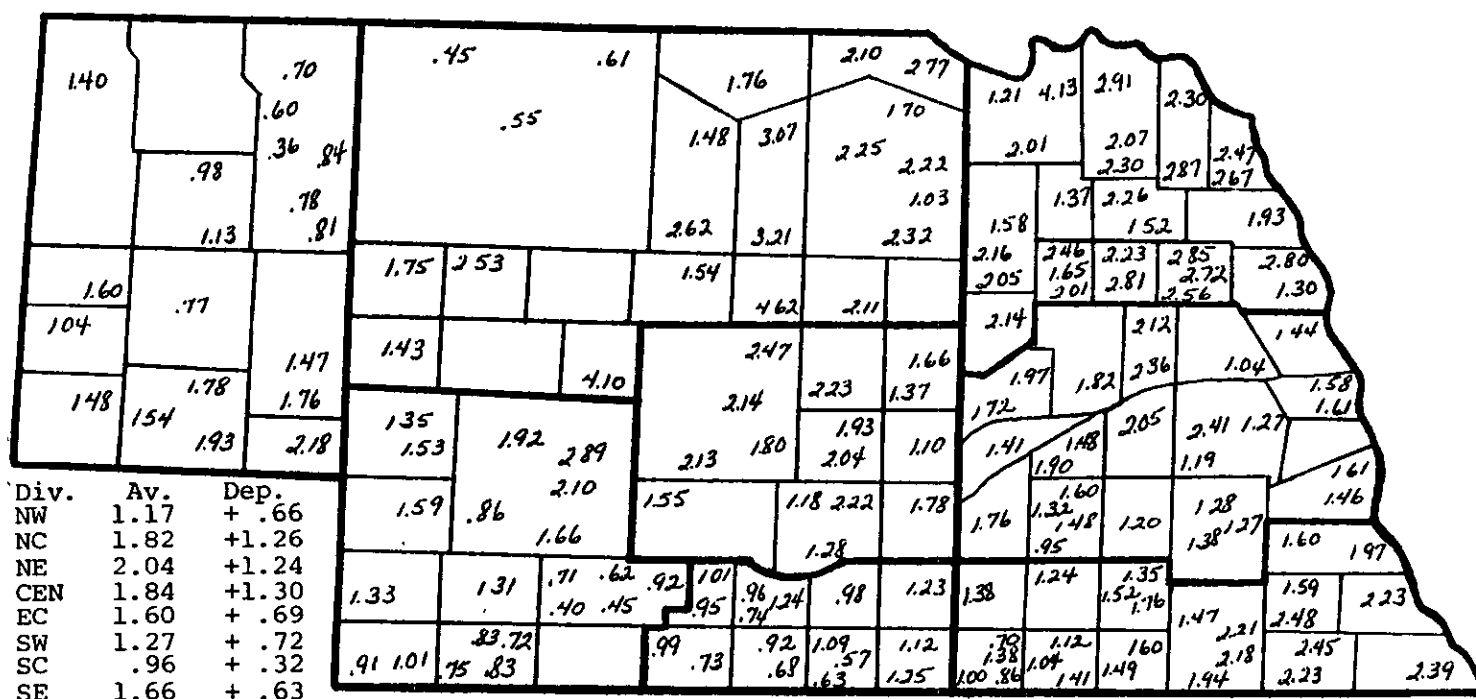 .45 .61 2.10 2.77
1.40 .70 1.76 1.21 4.13 2.91 2.30
.60 .55 1.70
.36 .84 1.48 3.07 2.25 2.22 2.01 2.07 2.30 2.87 2.47 2.67
.98 .78 1.03 1.37 2.26
1.13 .81 2.62 3.21 2.32 1.58 1.52 1.93
1.75 2.53 1.54 2.16 2.46 2.23 2.85 2.80
1.60 2.05 1.65 2.81 2.72 1.30
.77 4.62 2.11 2.01 2.56
1.04 2.14 2.12 1.44
1.43 2.47 1.66
1.47 4.10 2.23 1.37 1.97 1.82 2.36 1.04 1.58
1.48 1.78 1.76 2.14 1.72 1.61
1.54 1.35 1.92 1.93 1.41 1.48 2.05 2.41 1.27
1.93 2.18 1.53 2.89 2.13 1.80 2.04 1.10 1.90 1.19 1.61
2.10 1.55 1.18 2.22 1.78 1.60 1.28 1.46
1.59 .86 1.76 1.32 1.48 1.20 1.27
1.66 1.28 .95 1.38 1.60 1.97
Div. Av. Dep.
NW 1.17 + .66
NC 1.82 +1.26
NE 2.04 +1.24
CEN 1.84 +1.30
EC 1.60 + .69
SW 1.27 + .72
SC .96 + .32
SE 1.66 + .63
1.33 1.31 .71 .62 .92 1.01 .96 1.24 .98 1.23 1.38 1.24 1.35 1.59 2.23
.40 .45 .95 .74 1.52 1.76 1.47 2.48
.83 .72 .99 .92 1.09 1.12 .70 1.12 1.60 2.21 2.45
.91 1.01 .75 .83 .73 .68 .57 1.38 1.04 1.49 2.18 2.39
.63 1.25 1.00 .86 1.41 1.94 2.23